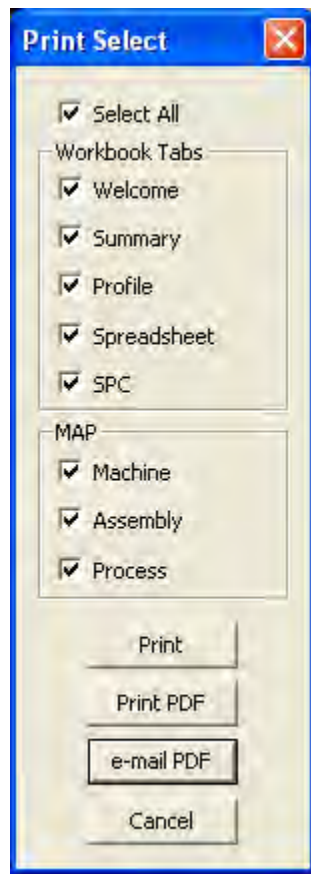 Print Select
Select All
Workbook Tabs
Welcome
Summary
Profile
Spreadsheet
SPC
MAP
Machine
Assembly
Process
Print
Print PDF
e-mail PDF
Cancel